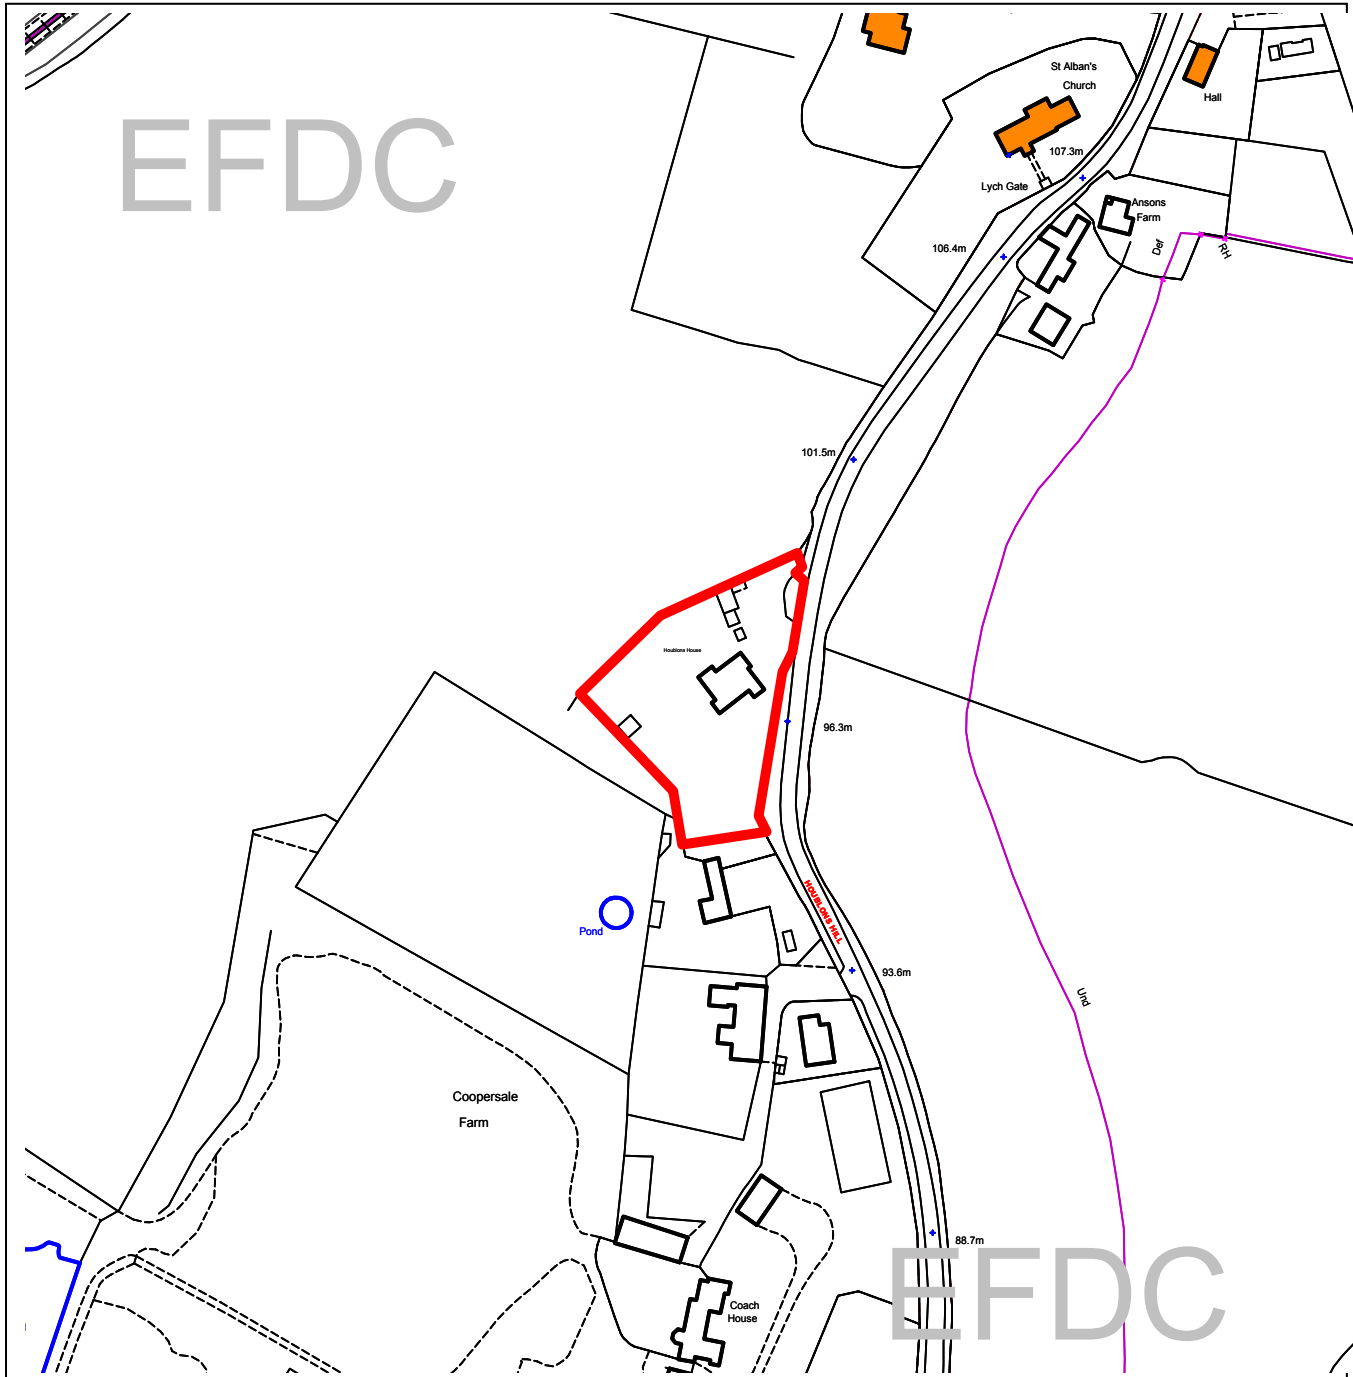 EFDC
St Alban's
Church
Hall
107.3m
Lych Gate
Ansons
Farm
106.4m
Def
RH
101.5m
Houblons House
96.3m
HOUBLONS HILL
Pond
93.6m
Und
Coopersale
Farm
88.7m
EFDC
Coach
House